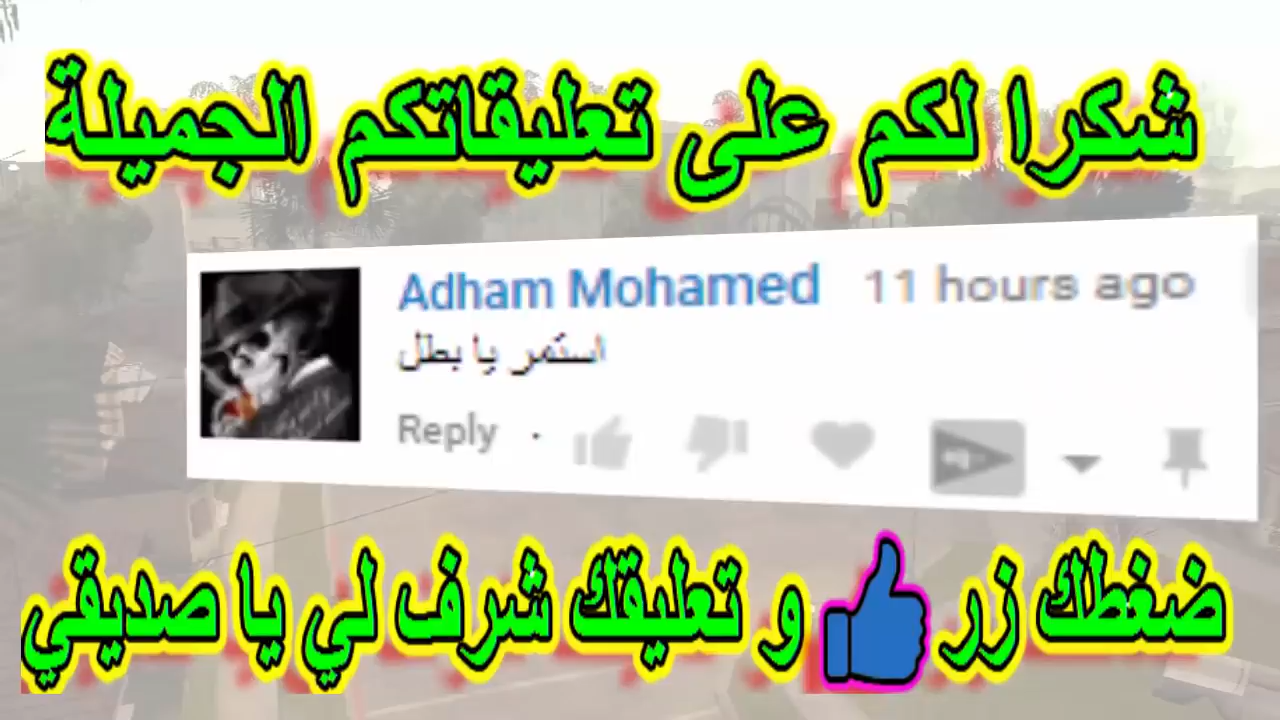 شكرا لكم على تعليقاتكم الجميلة
Adham Mohamed 11 hours ago
استمر يا بطل
Reply
ضغطك زر و تعليقك شرف لي يا صديقي